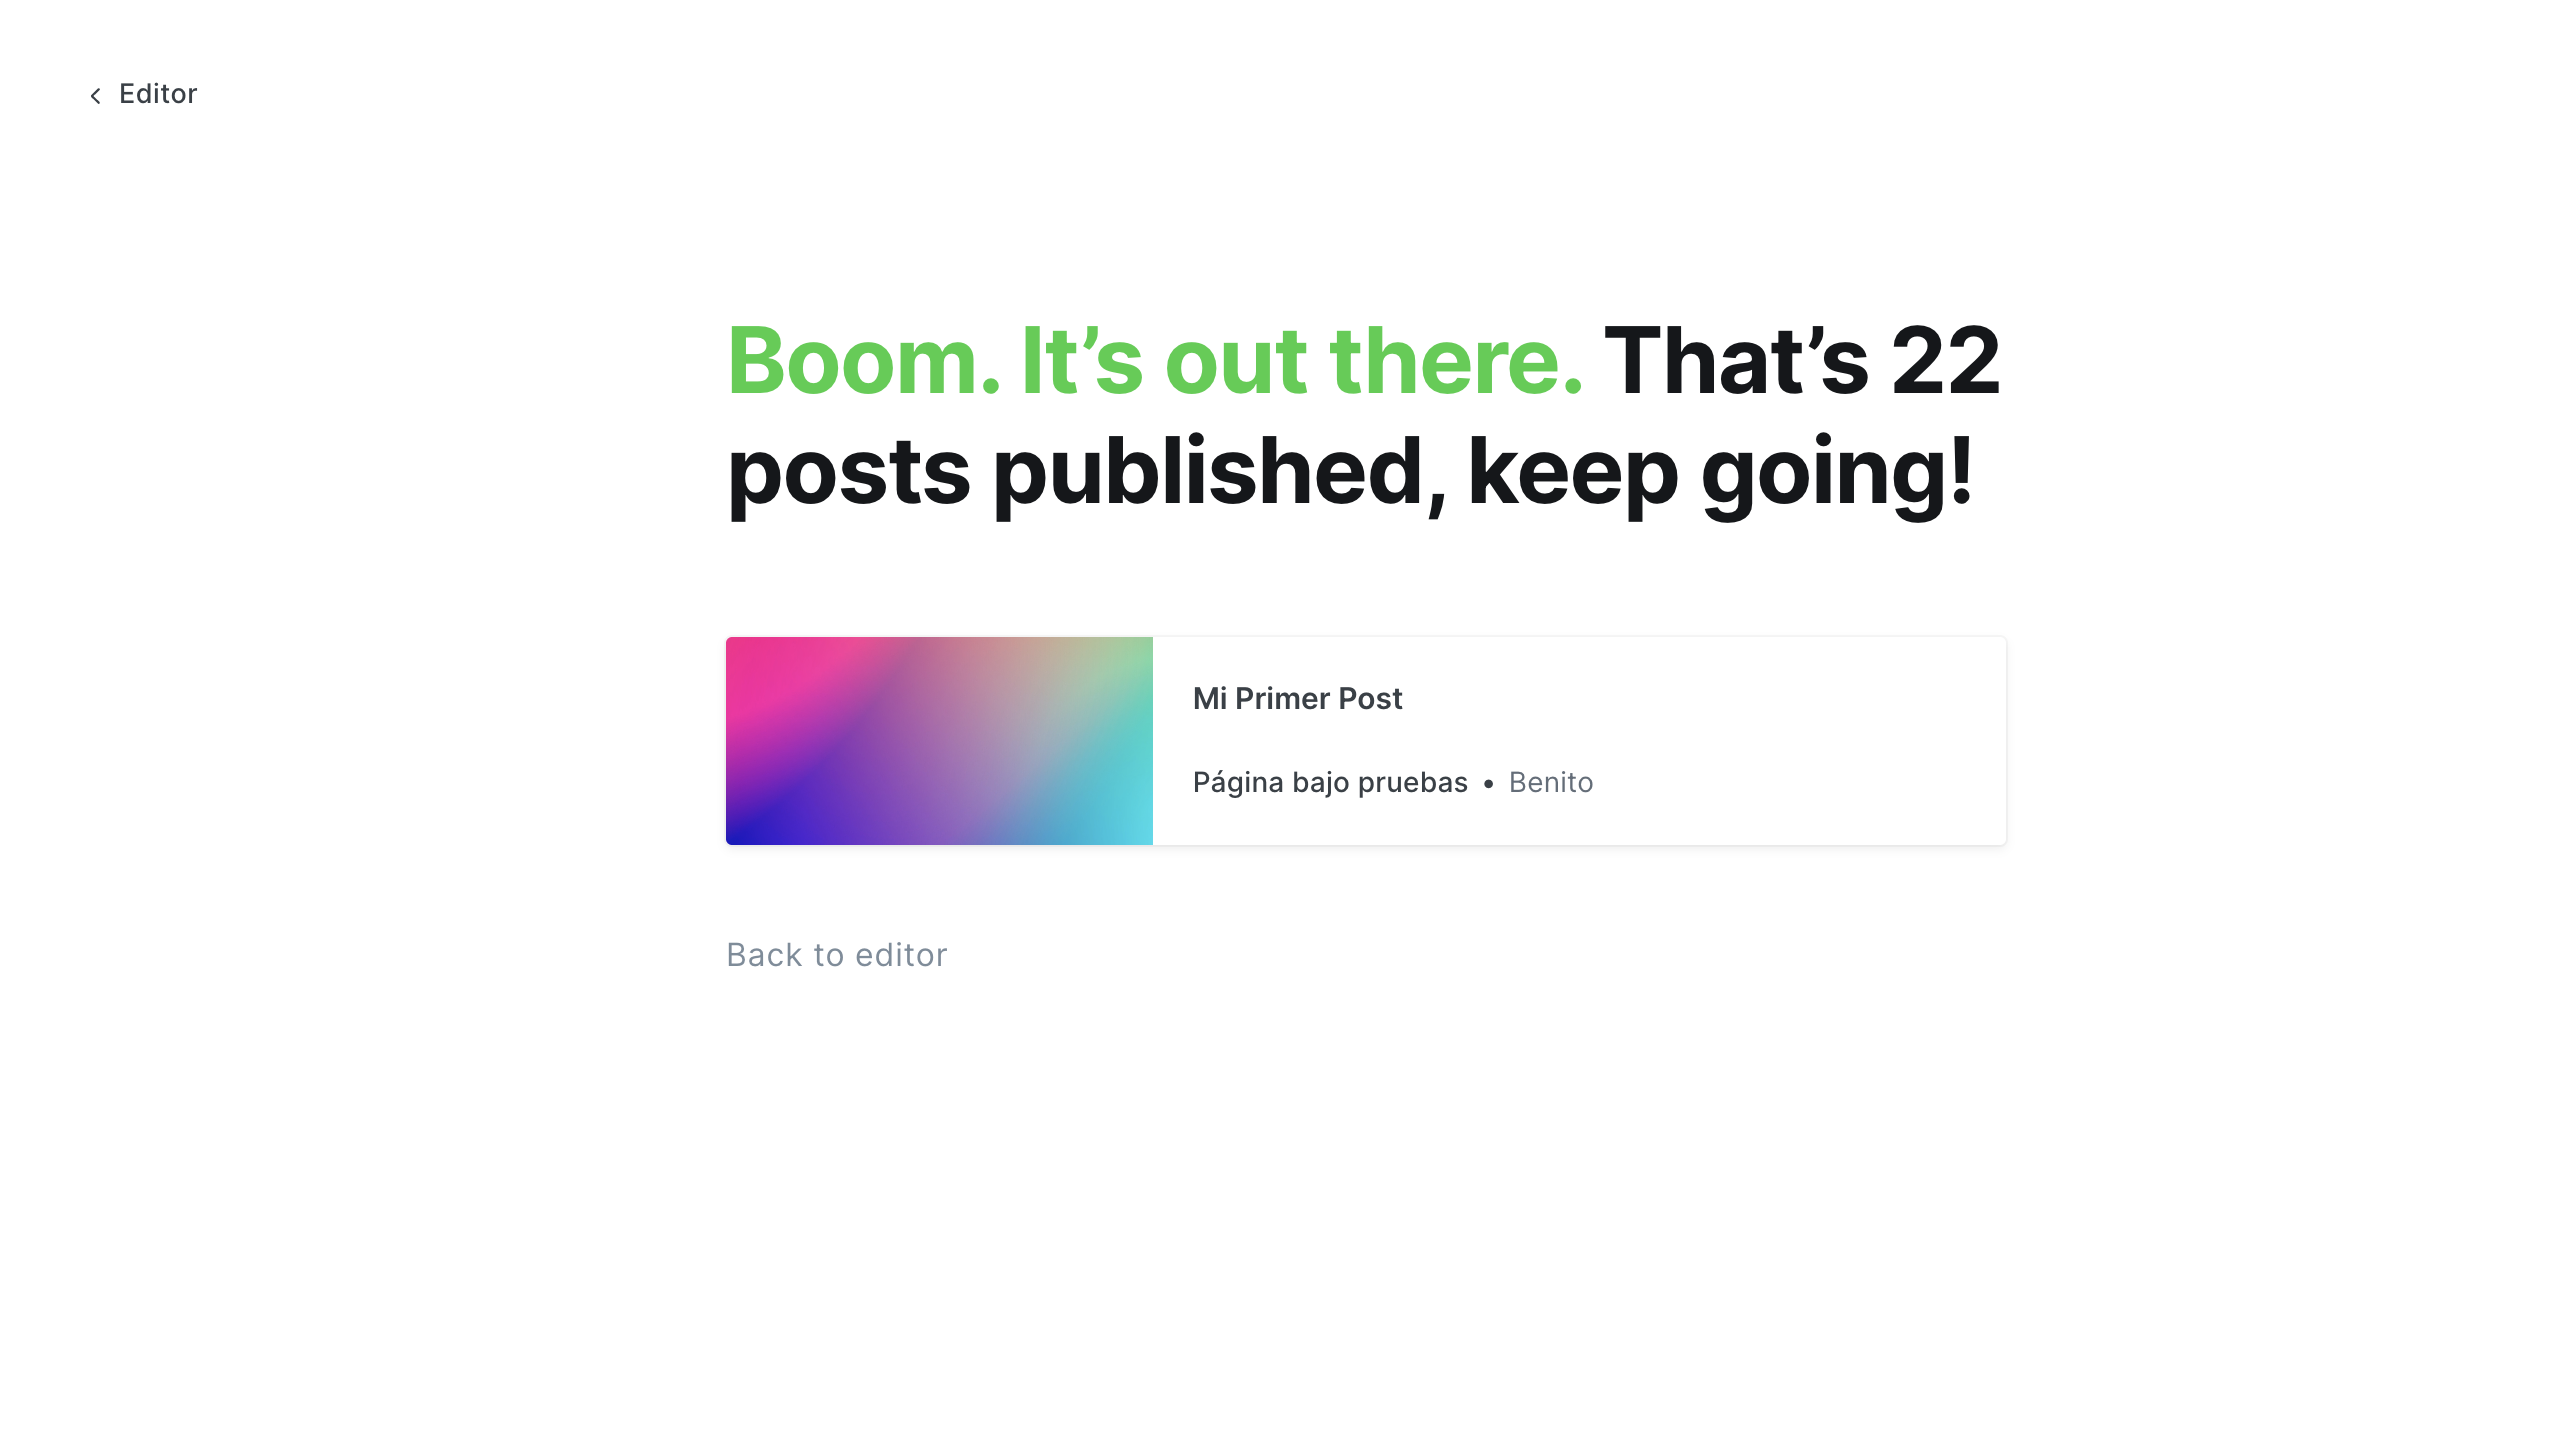 Editor
Boom. It’s out there. That’s 22
posts published, keep going!
Mi Primer Post
Página bajo pruebas • Benito
Back to editor